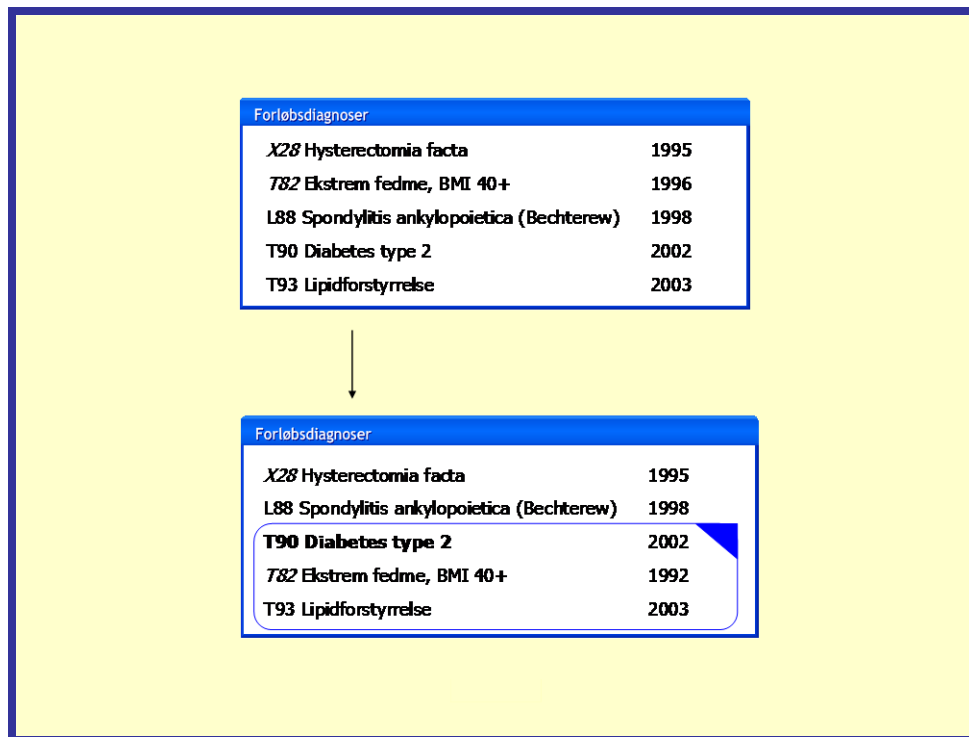 Forløbsdiagnoser
X28 Hysterectomia facta 1995
T82 Ekstrem fedme, BMI 40+ 1996
L88 Spondylitis ankylopoietica (Bechterew) 1998
T90 Diabetes type 2 2002
T93 Lipidforstyrrelse 2003
Forløbsdiagnoser
X28 Hysterectomia facta 1995
L88 Spondylitis ankylopoietica (Bechterew) 1998
T90 Diabetes type 2 2002
T82 Ekstrem fedme, BMI 40+ 1992
T93 Lipidforstyrrelse 2003